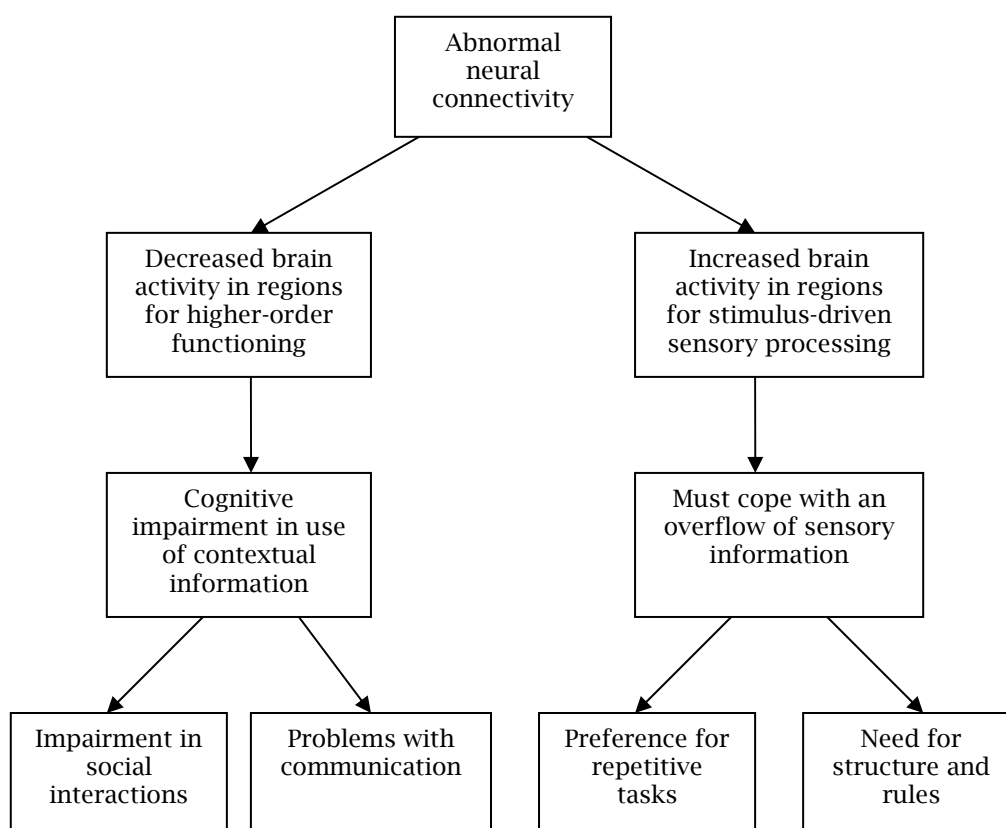 Abnormal
neural
connectivity
Decreased brain
activity in regions
for higher-order
functioning
Increased brain
activity in regions
for stimulus-driven
sensory processing
Cognitive
impairment in use
of contextual
information
Must cope with an
overflow of sensory
information
Impairment in
social
interactions
Problems with
communication
Preference for
repetitive
tasks
Need for
structure and
rules